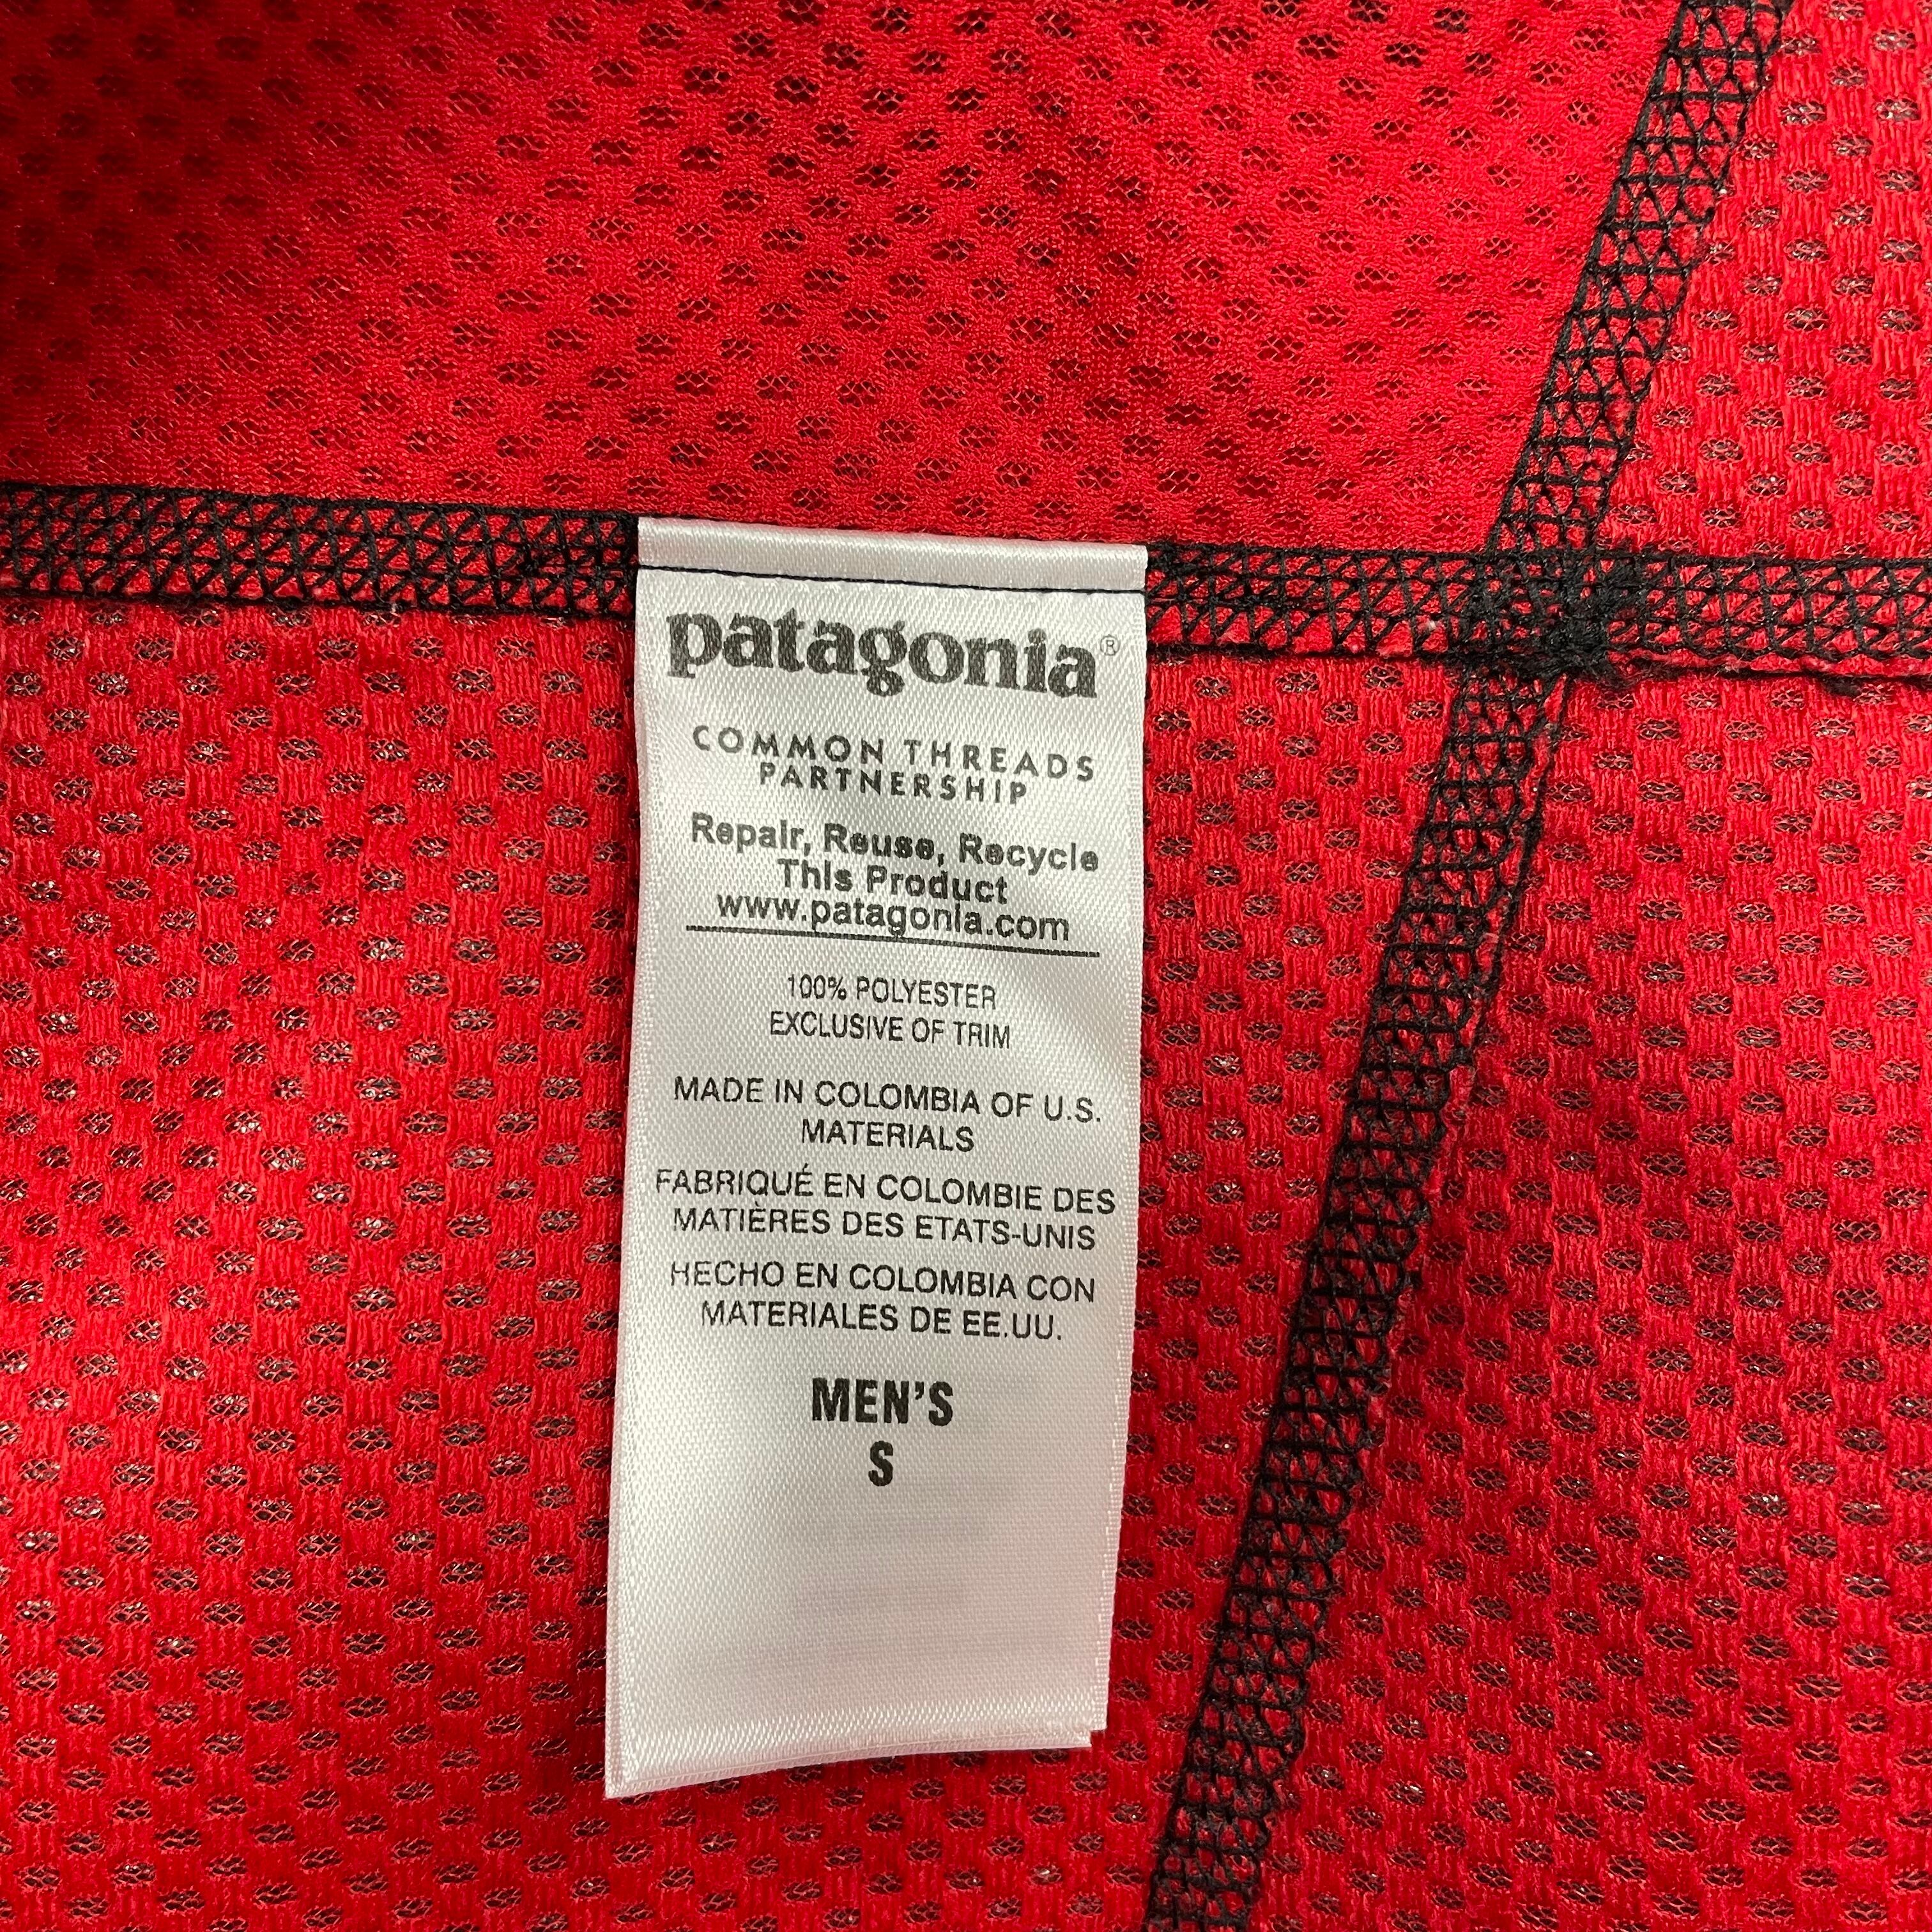 patagonia®
COMMON THREADS
PARTNERSHIP
Repair, Reuse, Recycle
This Product
www.patagonia.com
100% POLYESTER
EXCLUSIVE OF TRIM
MADE IN COLOMBIA OF U.S.
MATERIALS
FABRIQUÉ EN COLOMBIE DES
MATIÈRES DES ETATS-UNIS
HECHO EN COLOMBIA CON
MATERIALES DE EE.UU.
MEN'S
S